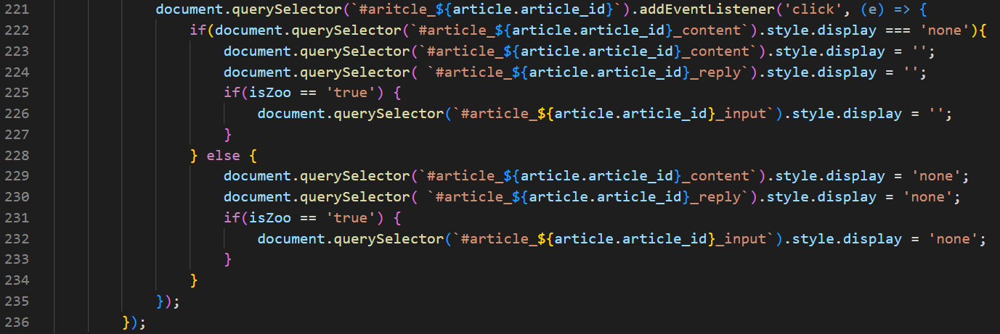 221 document.querySelector(`#aritcle_${article.article_id}`).addEventListener('click', (e) => {
222 if(document.querySelector(`#article_${article.article_id}_content`).style.display === 'none'){
223 document.querySelector(`#article_${article.article_id}_content`).style.display = '';
224 document.querySelector( `#article_${article.article_id}_reply`).style.display = '';
225 if(isZoo == 'true') {
226 document.querySelector(`#article_${article.article_id}_input`).style.display = '';
227 }
228 } else {
229 document.querySelector(`#article_${article.article_id}_content`).style.display = 'none';
230 document.querySelector( `#article_${article.article_id}_reply`).style.display = 'none';
231 if(isZoo == 'true') {
232 document.querySelector(`#article_${article.article_id}_input`).style.display = 'none';
233 }
234 }
235 });
236 });